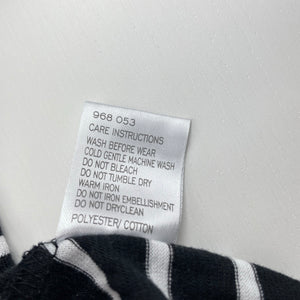 968 053
CARE INSTRUCTIONS
WASH BEFORE WEAR
COLD GENTLE MACHINE WASH
DO NOT BLEACH
DO NOT TUMBLE DRY
WARM IRON
DO NOT IRON EMBELLISHMENT
DO NOT DRYCLEAN
POLYESTER/ COTTON